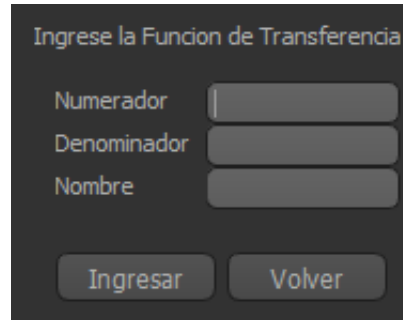 Ingrese la Funcion de Transferencia
Numerador
Denominador
Nombre
Ingresar Volver